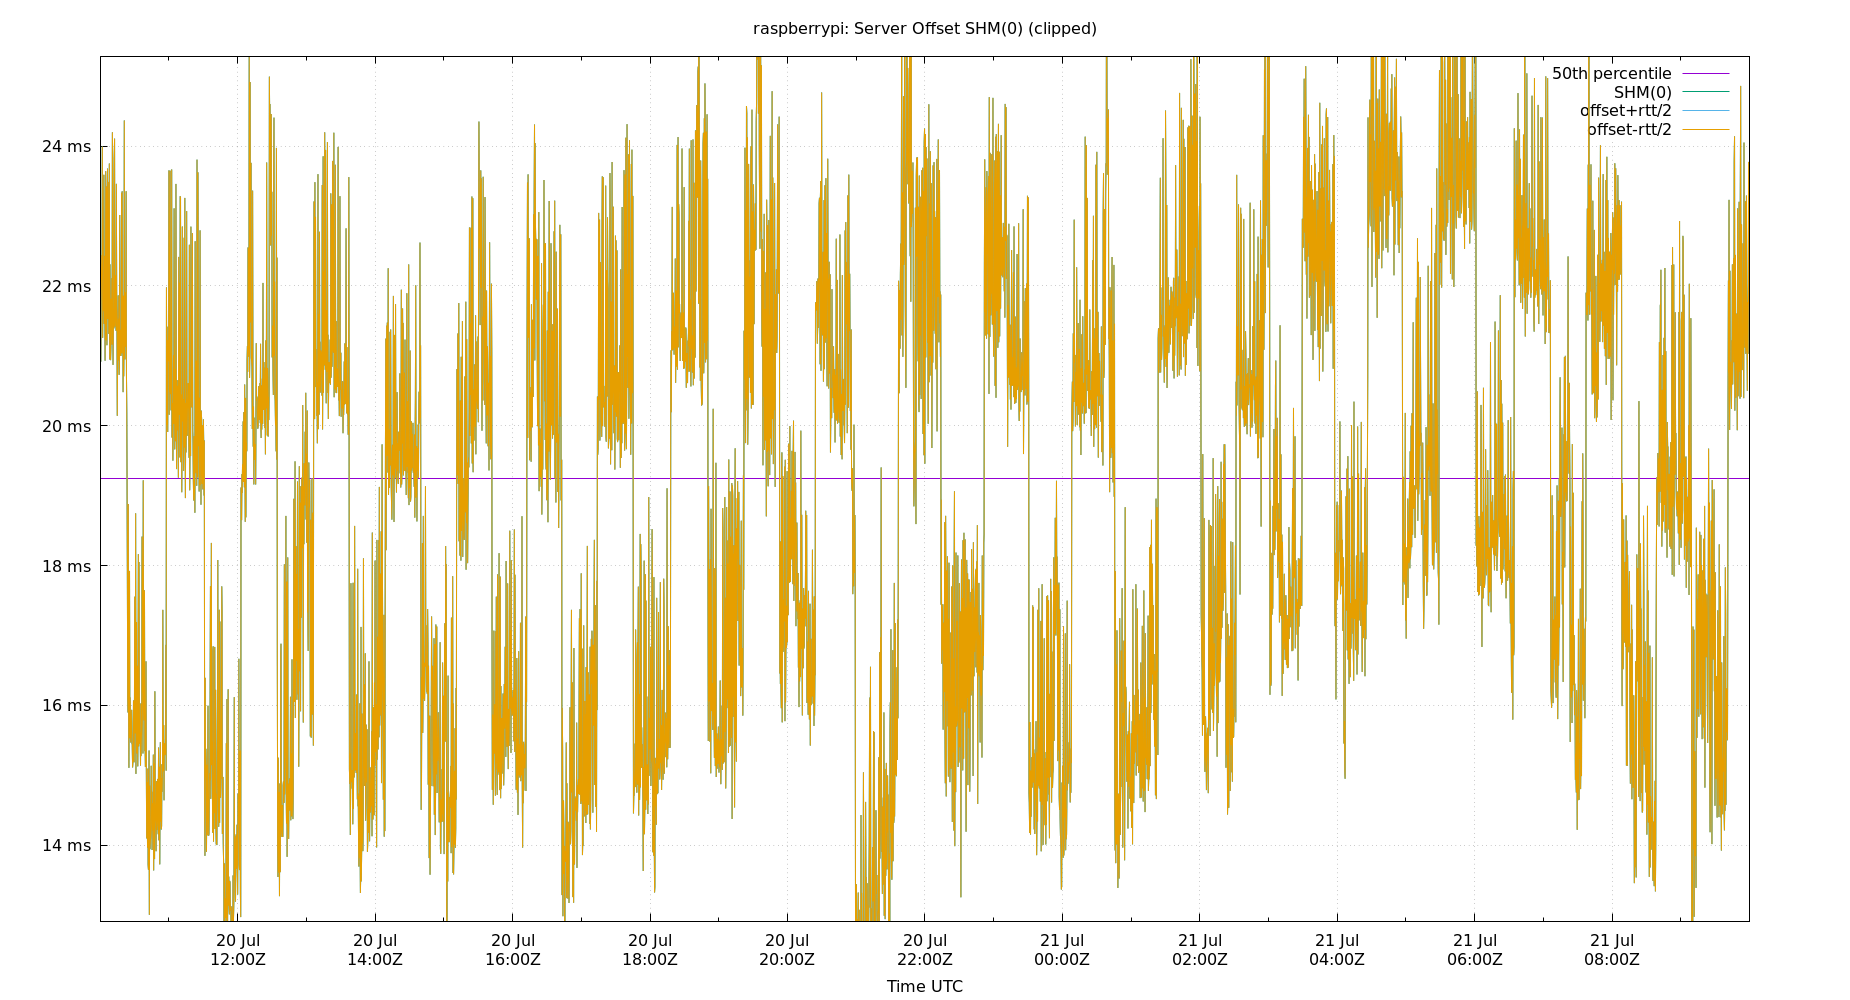 raspberrypi: Server Offset SHM(0) (clipped)
50th percentile
SHM(0)
offset+rtt/2
offset-rtt/2
24 ms
22 ms
20 ms
18 ms
16 ms
14 ms
20 Jul 20 Jul 20 Jul 20 Jul 20 Jul 20 Jul 21 Jul 21 Jul 21 Jul 21 Jul 21 Jul
12:00Z 14:00Z 16:00Z 18:00Z 20:00Z 22:00Z 00:00Z 02:00Z 04:00Z 06:00Z 08:00Z
Time UTC